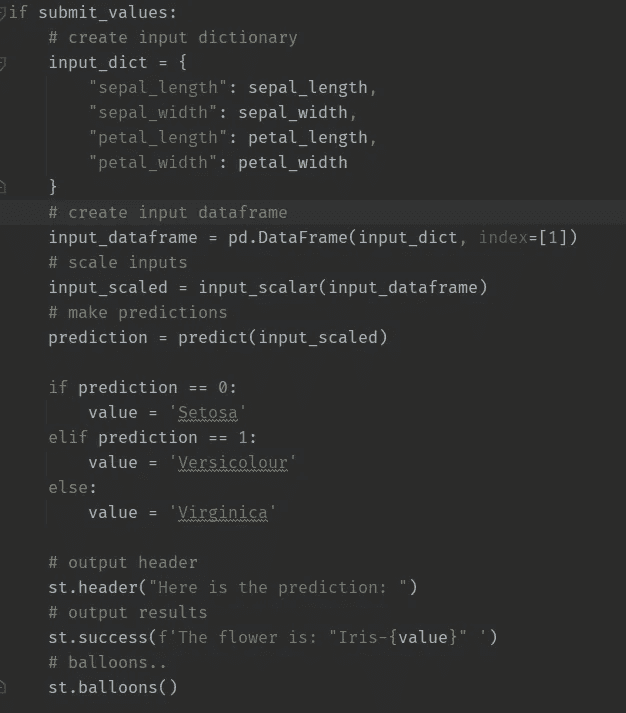 if submit_values:
    # create input dictionary
    input_dict = {
        "sepal_length": sepal_length,
        "sepal_width": sepal_width,
        "petal_length": petal_length,
        "petal_width": petal_width
    }
    # create input dataframe
    input_dataframe = pd.DataFrame(input_dict, index=[1])
    # scale inputs
    input_scaled = input_scalar(input_dataframe)
    # make predictions
    prediction = predict(input_scaled)

    if prediction == 0:
        value = 'Setosa'
    elif prediction == 1:
        value = 'Versicolour'
    else:
        value = 'Virginica'

    # output header
    st.header("Here is the prediction: ")
    # output results
    st.success(f'The flower is: "Iris-{value}" ')
    # balloons..
    st.balloons()